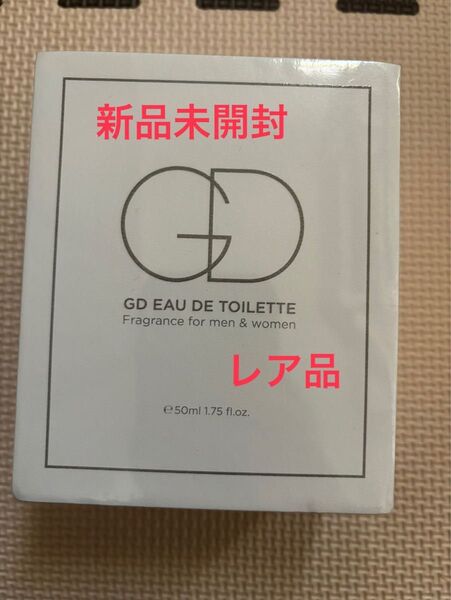 新品未開封
GD
GD EAU DE TOILETTE
Fragrance for men & women
レア品
℮50ml 1.75 fl.oz.